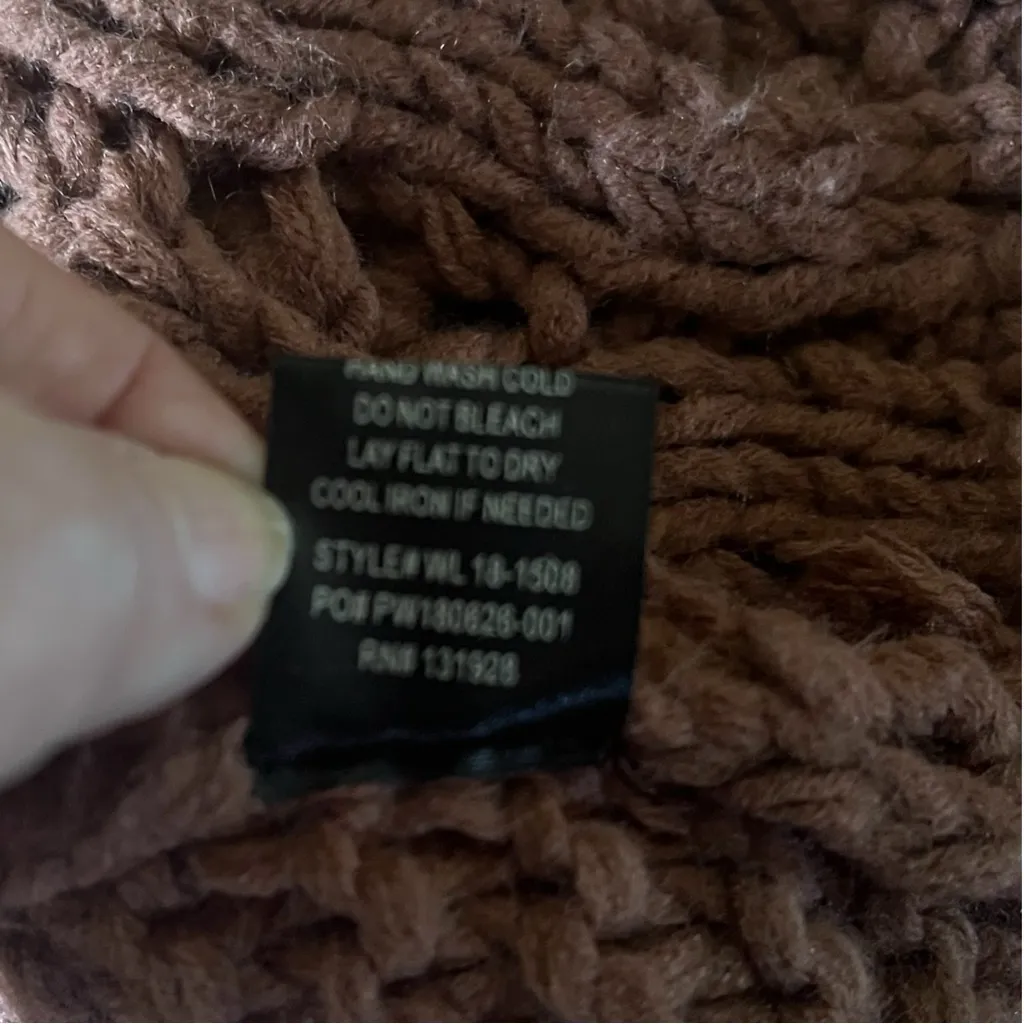 HAND WASH COLD
DO NOT BLEACH
LAY FLAT TO DRY
COOL IRON IF NEEDED
STYLE# WL 18-1508
PO# PW180626-001
RN# 131928